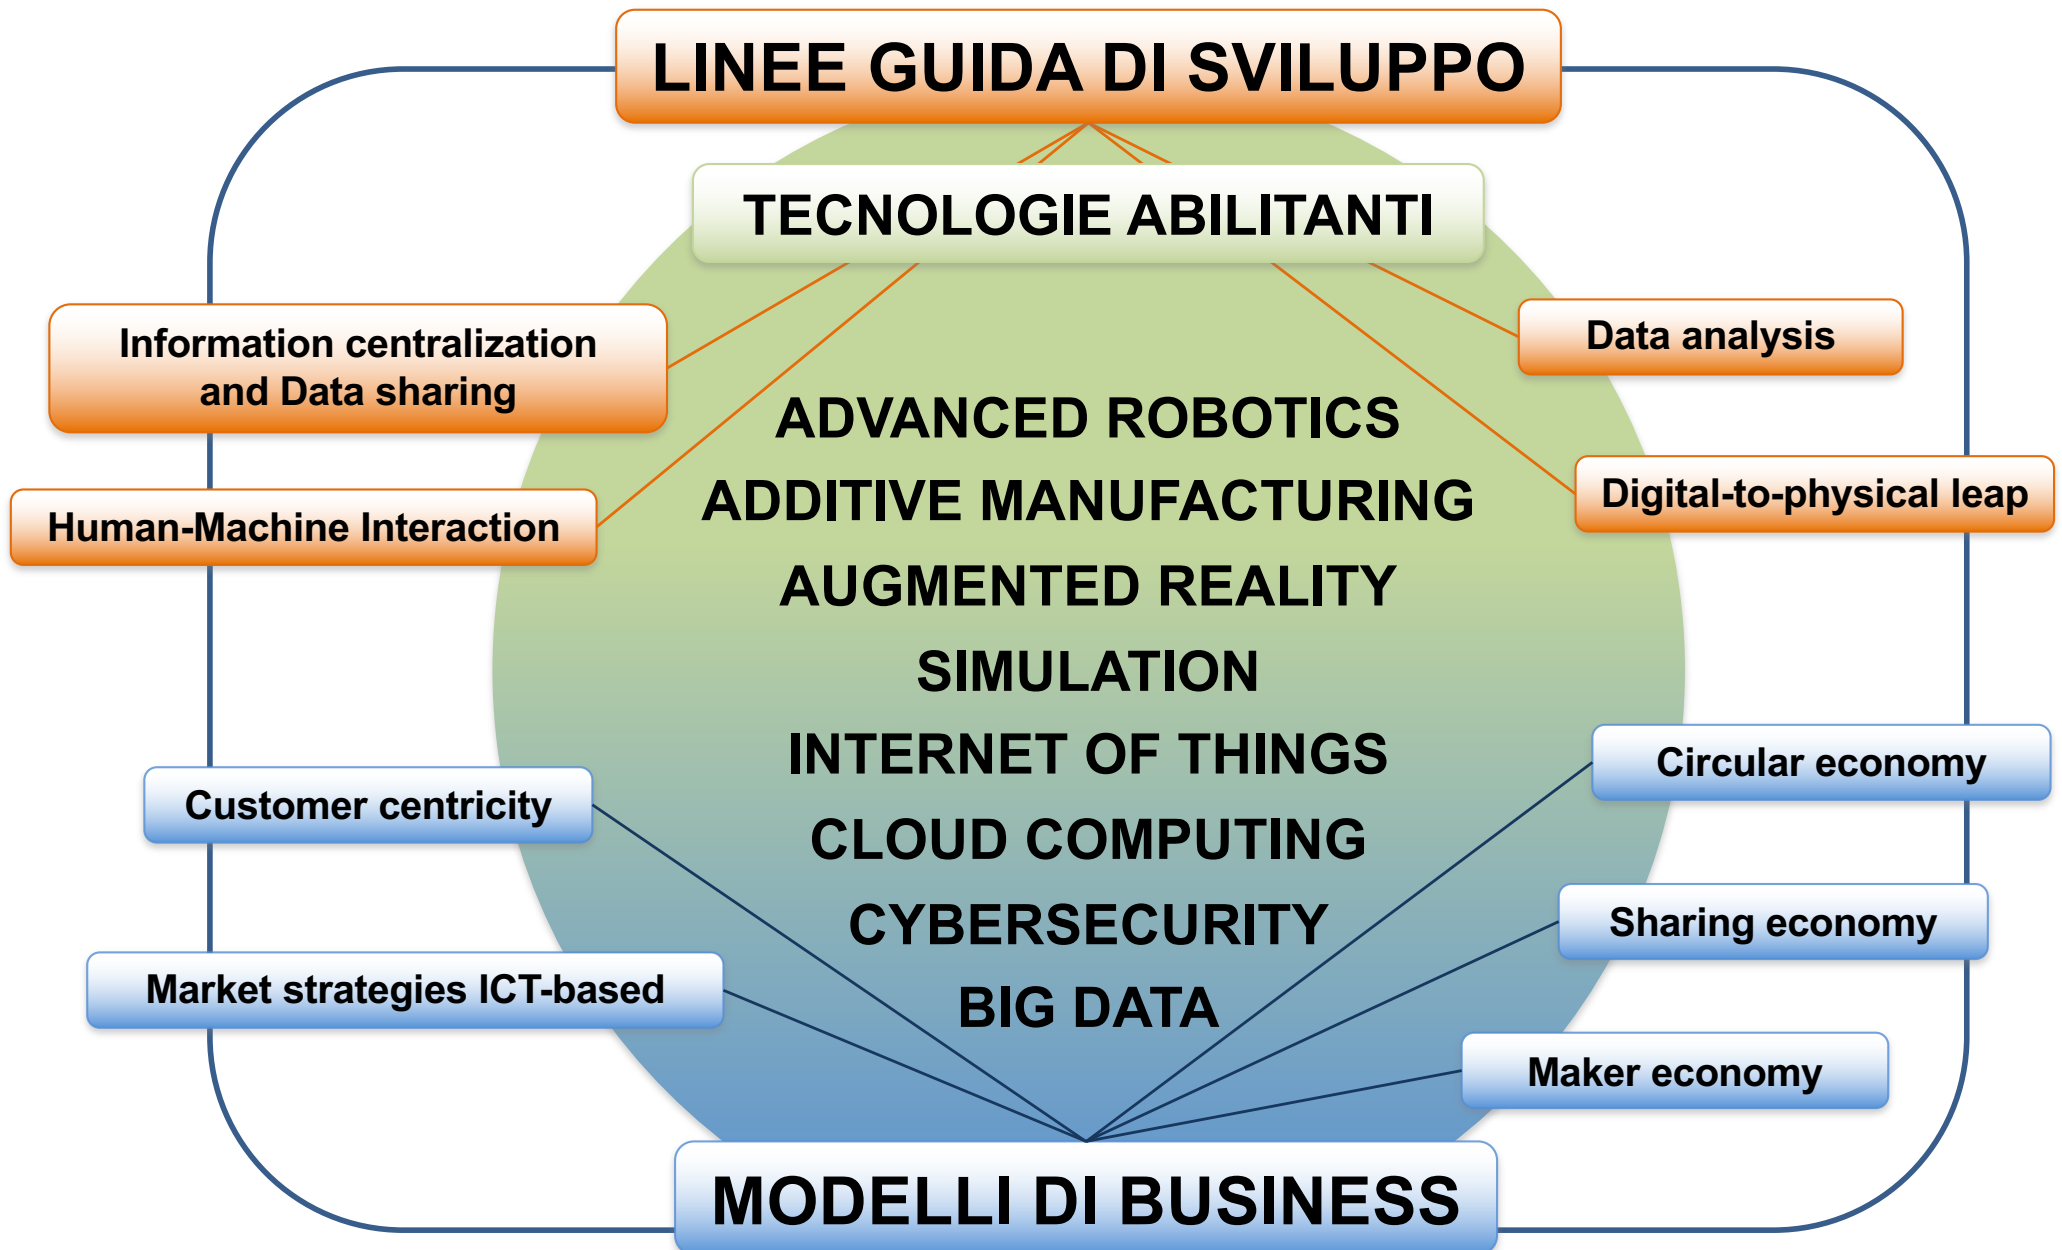 LINEE GUIDA DI SVILUPPO
TECNOLOGIE ABILITANTI
Information centralization
and Data sharing
Human-Machine Interaction
Data analysis
Digital-to-physical leap
ADVANCED ROBOTICS
ADDITIVE MANUFACTURING
AUGMENTED REALITY
SIMULATION
INTERNET OF THINGS
CLOUD COMPUTING
CYBERSECURITY
BIG DATA
Customer centricity
Market strategies ICT-based
Circular economy
Sharing economy
Maker economy
MODELLI DI BUSINESS